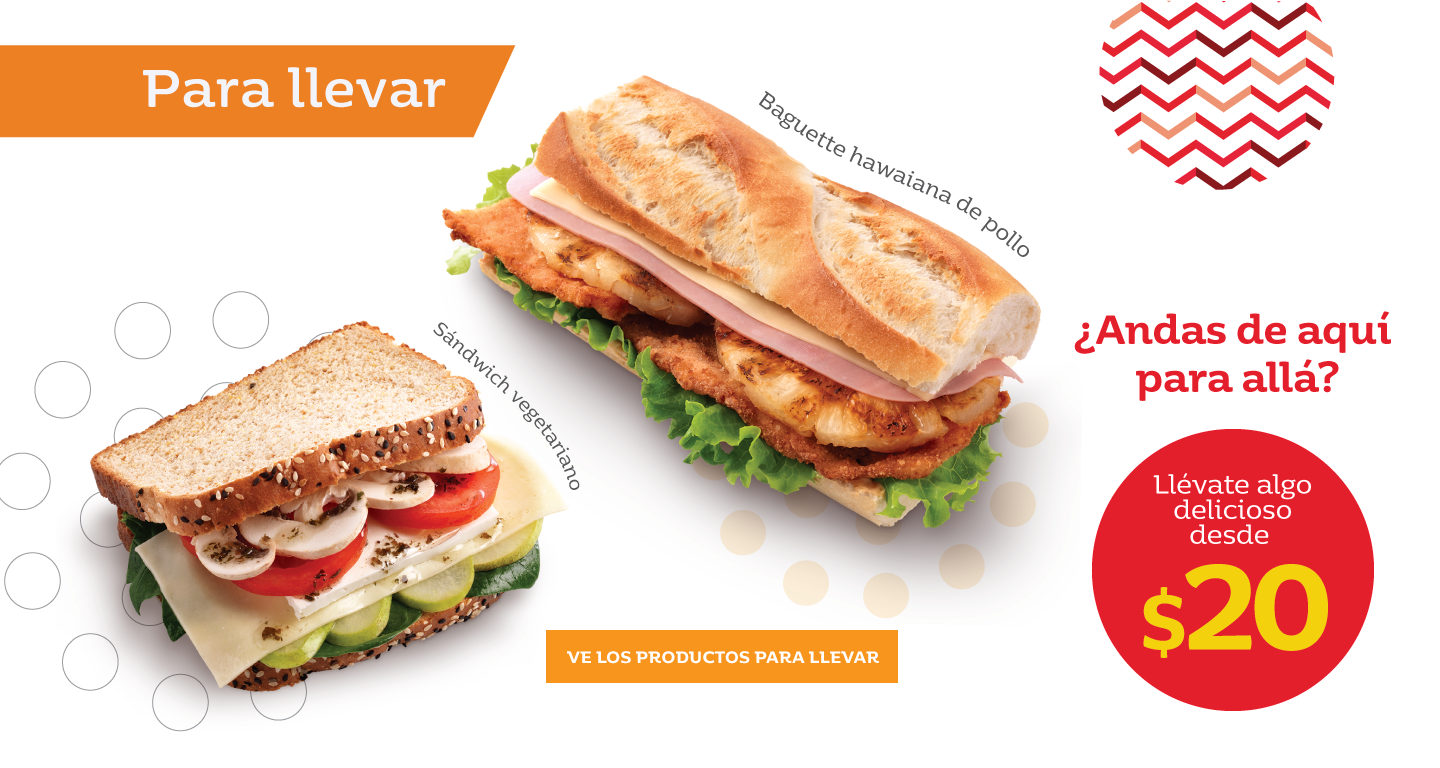 Para llevar
Baguette hawaiana de pollo
Sándwich vegetariano
¿Andas de aquí
para allá?
Llévate algo
delicioso
desde
$20
VE LOS PRODUCTOS PARA LLEVAR